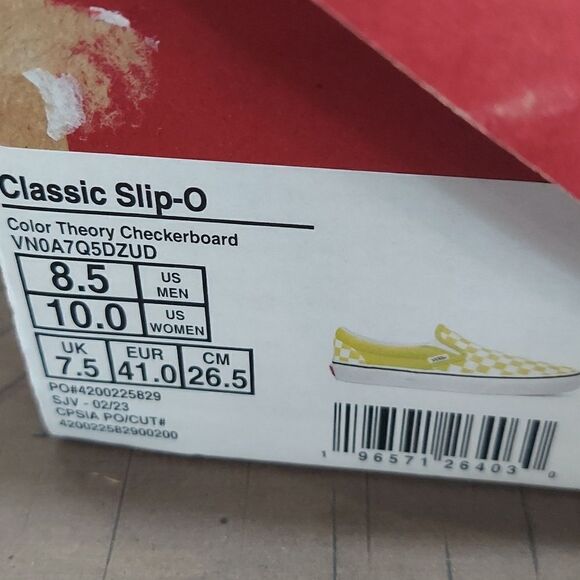 Classic Slip-O
Color Theory Checkerboard
VN0A7Q5DZUD
8.5 US MEN
10.0 US WOMEN
UK 7.5 EUR 41.0 CM 26.5
PO#4200225829
SJV - 02/23
CPSIA PO/CUT#
420022582900200
1 96571 26403 0